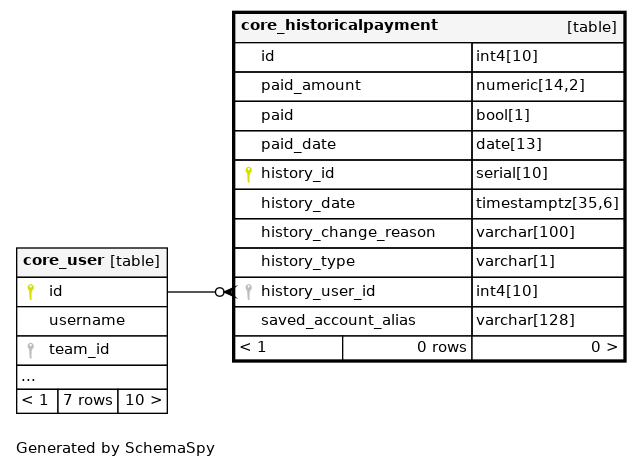 core_historicalpayment [table]
id int4[10]
paid_amount numeric[14,2]
paid bool[1]
paid_date date[13]
history_id serial[10]
history_date timestamptz[35,6]
history_change_reason varchar[100]
history_type varchar[1]
history_user_id int4[10]
saved_account_alias varchar[128]
< 1 0 rows 0 >
core_user [table]
id
username
team_id
...
< 1 7 rows 10 >
Generated by SchemaSpy